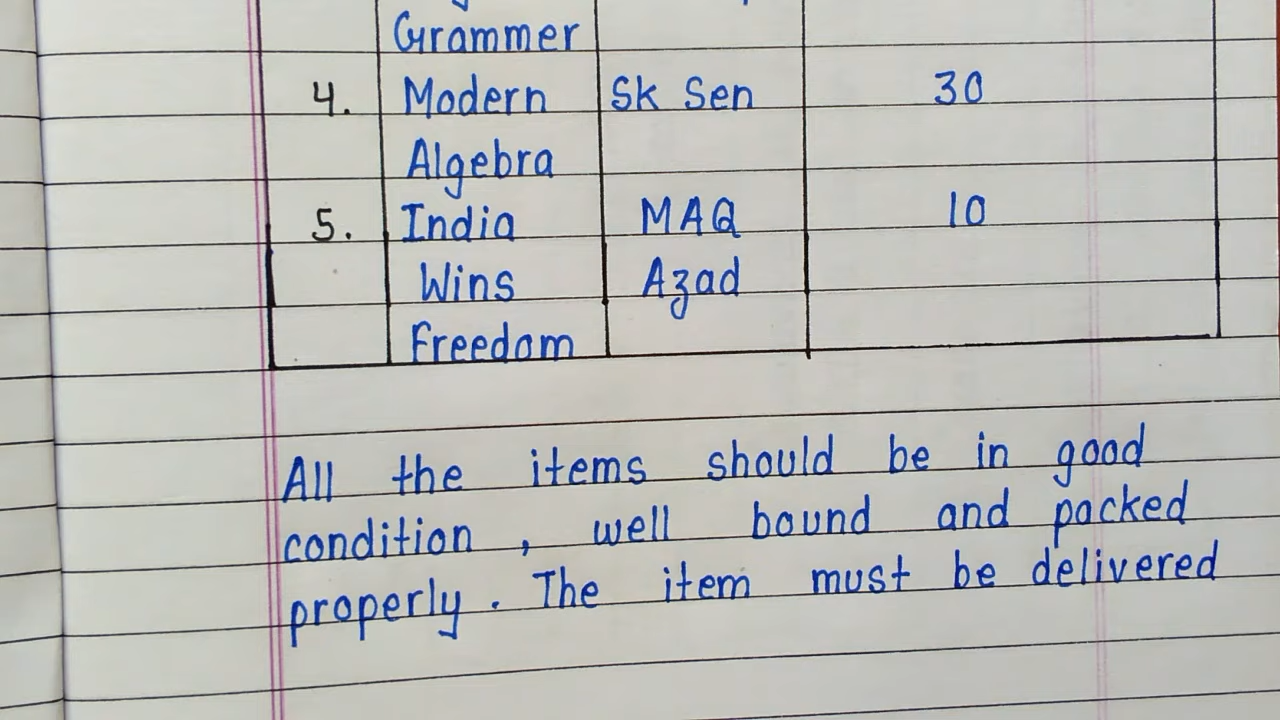 Grammer
4. Modern Sk Sen 30
Algebra
5. India MAQ 10
Wins Azad
Freedom
All the items should be in good
condition, well bound and packed
properly. The item must be delivered